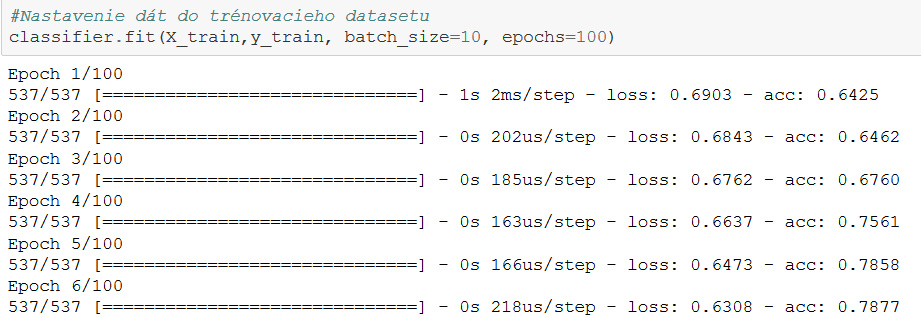 #Nastavenie dát do trénovacieho datasetu
classifier.fit(X_train,y_train, batch_size=10, epochs=100)
Epoch 1/100
537/537 [==============================] - 1s 2ms/step - loss: 0.6903 - acc: 0.6425
Epoch 2/100
537/537 [==============================] - 0s 202us/step - loss: 0.6843 - acc: 0.6462
Epoch 3/100
537/537 [==============================] - 0s 185us/step - loss: 0.6762 - acc: 0.6760
Epoch 4/100
537/537 [==============================] - 0s 163us/step - loss: 0.6637 - acc: 0.7561
Epoch 5/100
537/537 [==============================] - 0s 166us/step - loss: 0.6473 - acc: 0.7858
Epoch 6/100
537/537 [==============================] - 0s 218us/step - loss: 0.6308 - acc: 0.7877